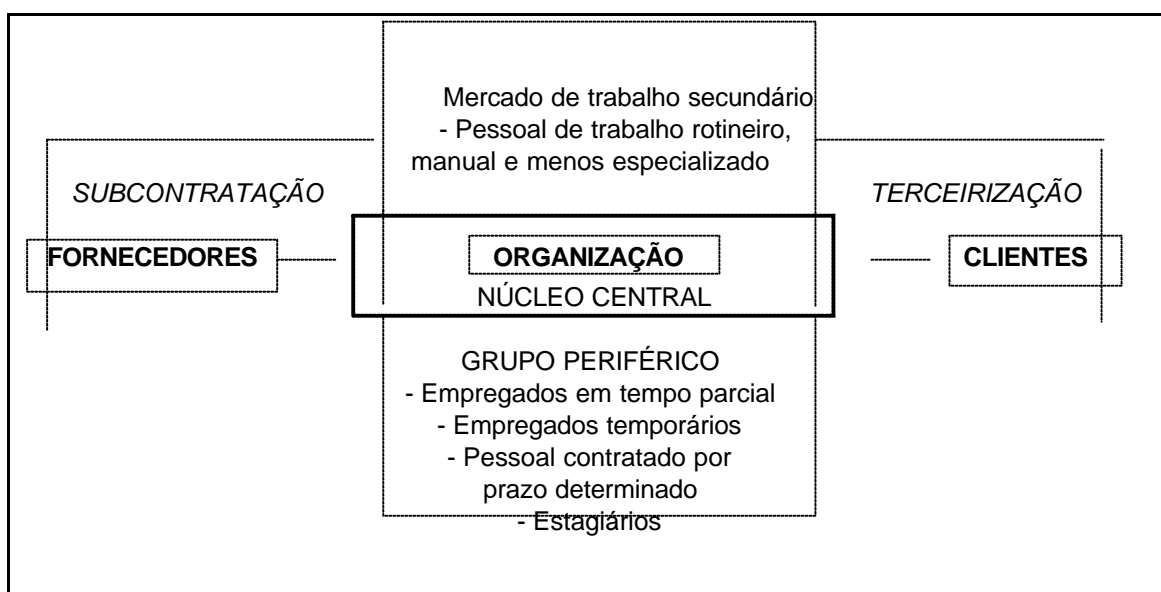 Mercado de trabalho secundário
- Pessoal de trabalho rotineiro,
manual e menos especializado
SUBCONTRATAÇÃO
TERCEIRIZAÇÃO
FORNECEDORES
ORGANIZAÇÃO
CLIENTES
NÚCLEO CENTRAL
GRUPO PERIFÉRICO
- Empregados em tempo parcial
- Empregados temporários
- Pessoal contratado por
prazo determinado
- Estagiários